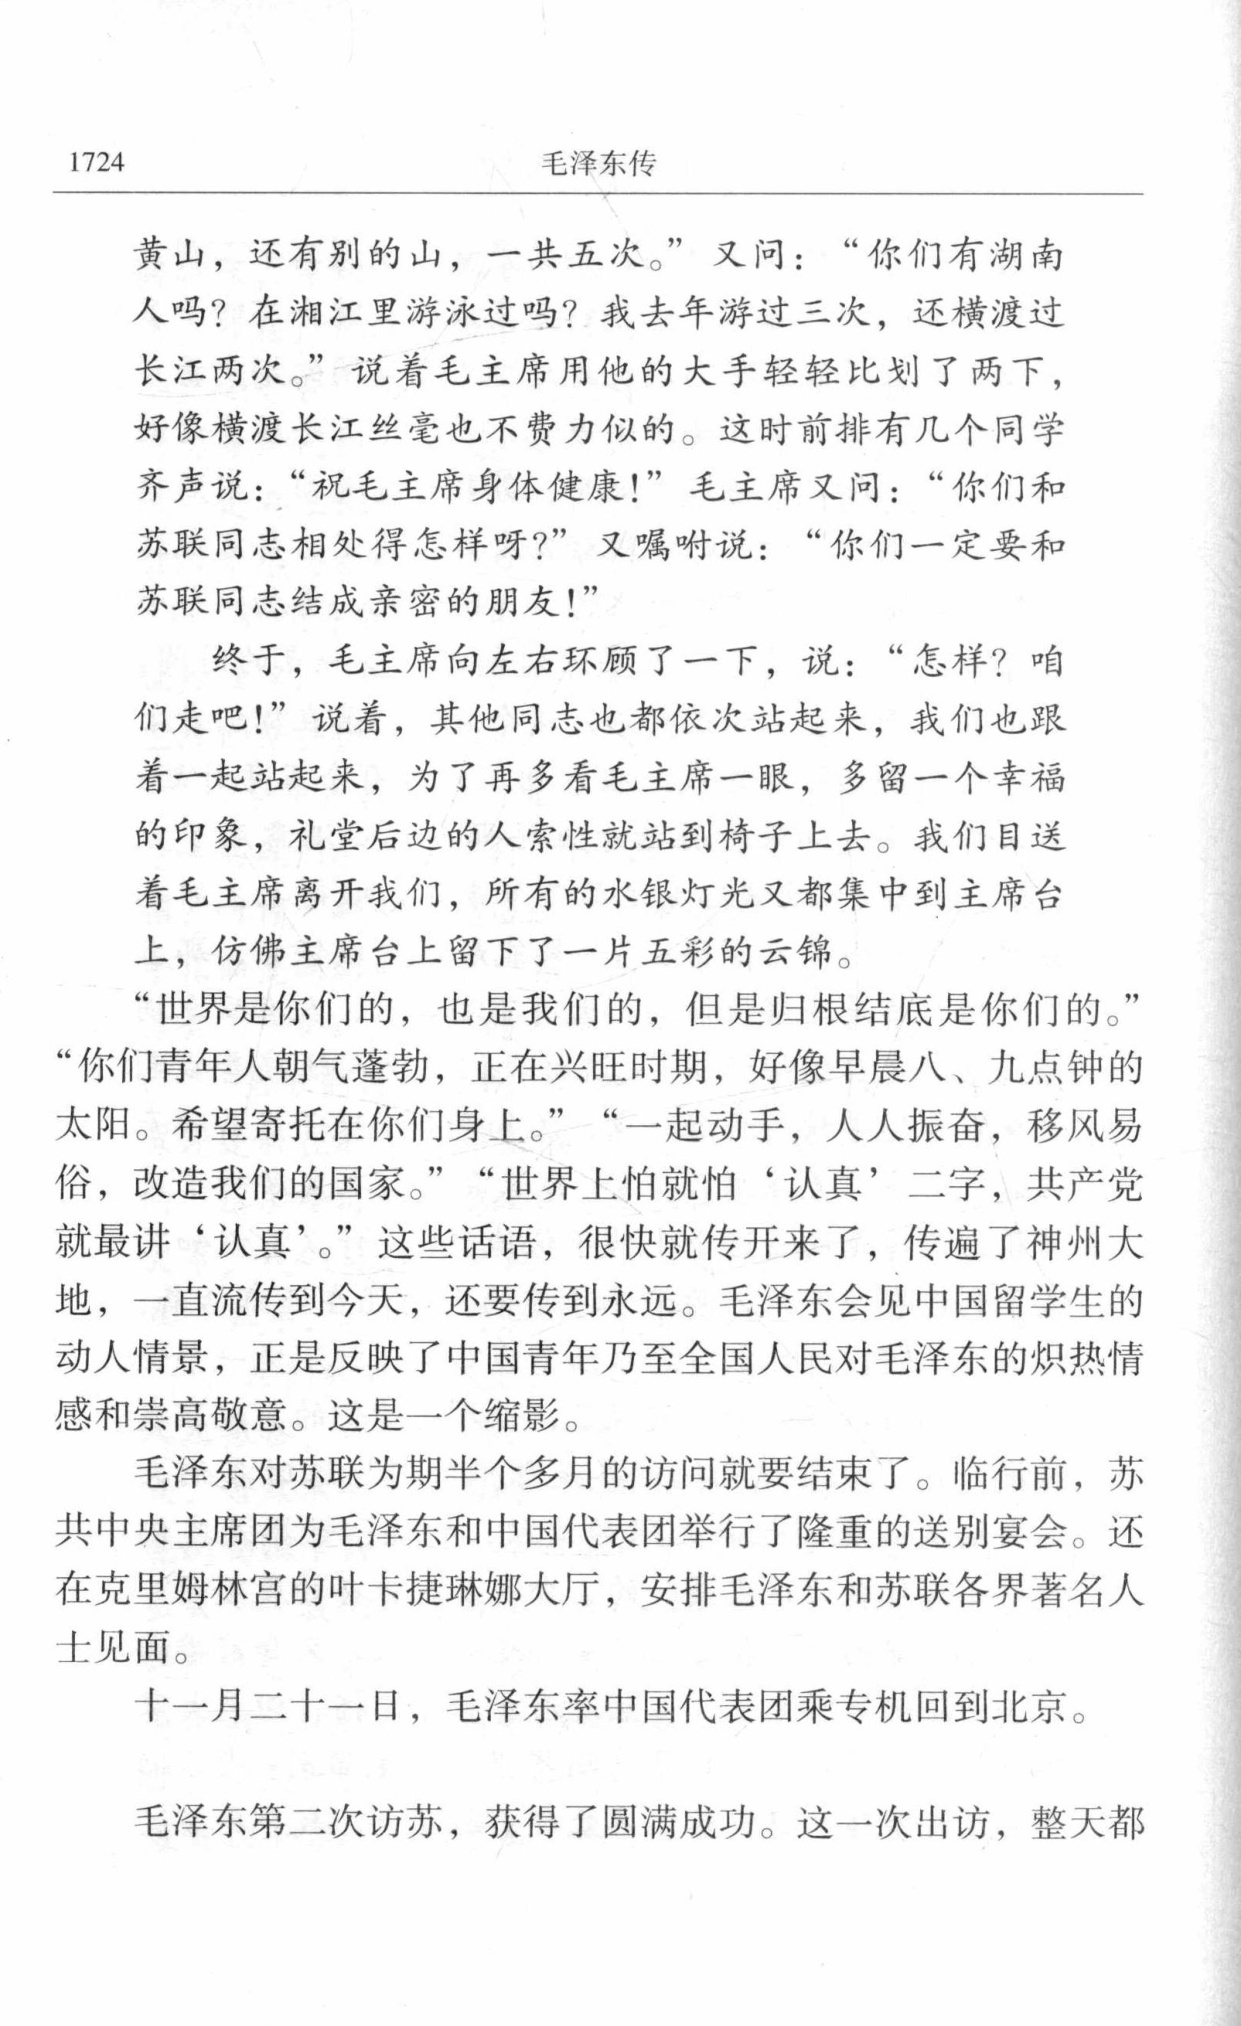 1724
毛泽东传
黄山，还有别的山，一共五次。”又问：“你们有湖南
人吗？在湘江里游泳过吗？我去年游过三次，还横渡过
长江两次。”说着毛主席用他的大手轻轻比划了两下，
好像横渡长江丝毫也不费力似的。这时前排有几个同学
齐声说：“祝毛主席身体健康！”毛主席又问：“你们和
苏联同志相处得怎样呀？”又嘱咐说：“你们一定要和
苏联同志结成亲密的朋友！”
终于，毛主席向左右环顾了一下，说：“怎样？咱
们走吧！”说着，其他同志也都依次站起来，我们也跟
着一起站起来，为了再多看毛主席一眼，多留一个幸福
的印象，礼堂后边的人索性就站到椅子上去。我们目送
着毛主席离开我们，所有的水银灯光又都集中到主席台
上，仿佛主席台上留下了一片五彩的云锦。
“世界是你们的，也是我们的，但是归根结底是你们的。”
“你们青年人朝气蓬勃，正在兴旺时期，好像早晨八、九点钟的
太阳。希望寄托在你们身上。”“一起动手，人人振奋，移风易
俗，改造我们的国家。”“世界上怕就怕‘认真’二字，共产党
就最讲‘认真’。”这些话语，很快就传开来了，传遍了神州大
地，一直流传到今天，还要传到永远。毛泽东会见中国留学生的
动人情景，正是反映了中国青年乃至全国人民对毛泽东的炽热情
感和崇高敬意。这是一个缩影。
毛泽东对苏联为期半个多月的访问就要结束了。临行前，苏
共中央主席团为毛泽东和中国代表团举行了隆重的送别宴会。还
在克里姆林宫的叶卡捷琳娜大厅，安排毛泽东和苏联各界著名人
士见面。
十一月二十一日，毛泽东率中国代表团乘专机回到北京。
毛泽东第二次访苏，获得了圆满成功。这一次出访，整天都